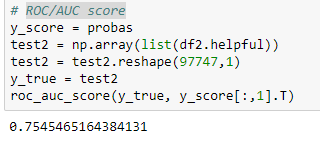 # ROC/AUC score
y_score = probas
test2 = np.array(list(df2.helpful))
test2 = test2.reshape(97747,1)
y_true = test2
roc_auc_score(y_true, y_score[:,1].T)
0.7545465164384131